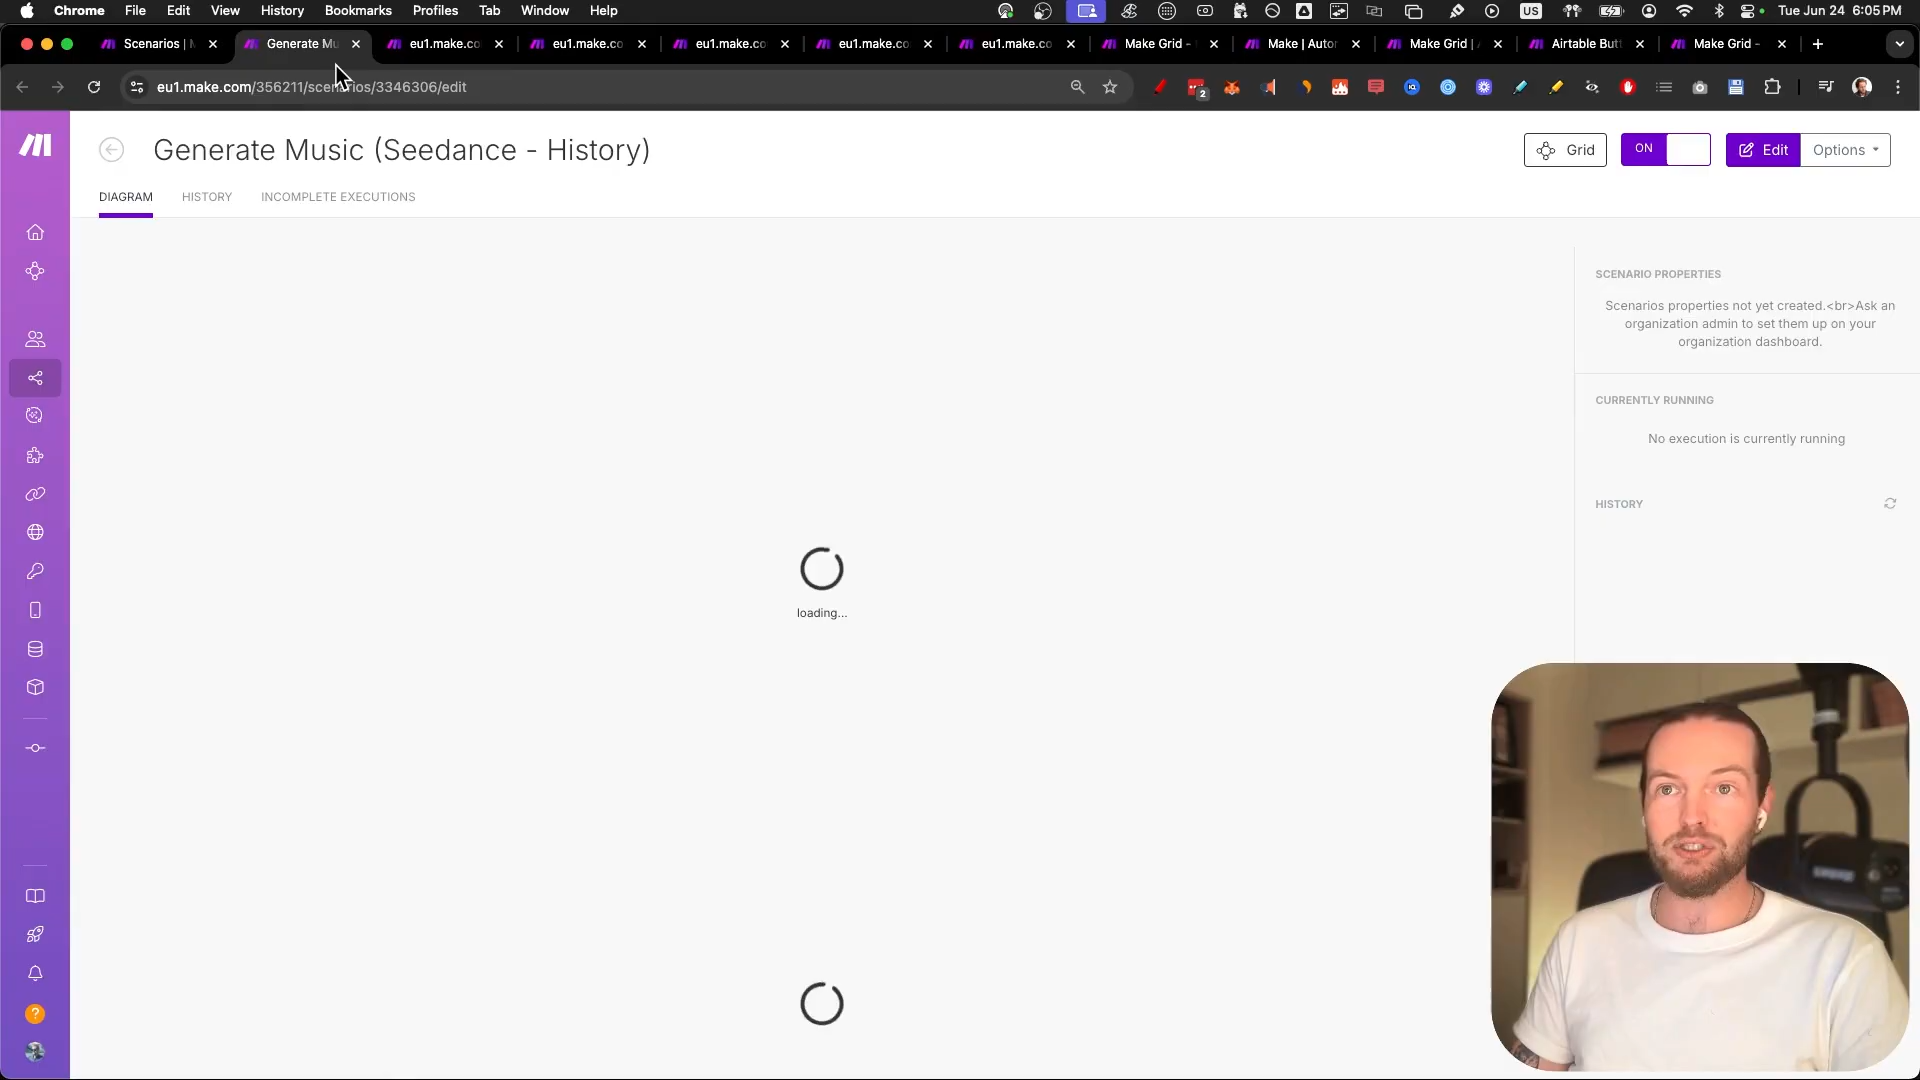 Chrome File Edit View History Bookmarks Profiles Tab Window Help
US
Tue Jun 24 6:05 PM
Scenarios |
Generate Mu
eu1.make.co
eu1.make.co
eu1.make.co
eu1.make.co
eu1.make.co
Make Grid -
Make | Autor
Make Grid |
Airtable But
Make Grid -
eu1.make.com/356211/scenarios/3346306/edit
2
Generate Music (Seedance - History)
Grid
ON
Edit
Options
DIAGRAM
HISTORY
INCOMPLETE EXECUTIONS
SCENARIO PROPERTIES
Scenarios properties not yet created.<br>Ask an
organization admin to set them up on your
organization dashboard.
CURRENTLY RUNNING
No execution is currently running
HISTORY
loading...
?